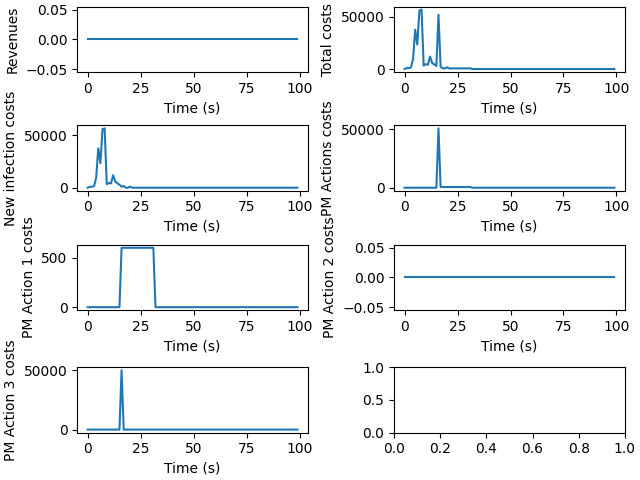 Revenues
0.05
0.00
−0.05
0 25 50 75 100
Time (s)
Total costs
50000
0
0 25 50 75 100
Time (s)
New infection costs
50000
0
0 25 50 75 100
Time (s)
PM Actions costs
50000
0
0 25 50 75 100
Time (s)
PM Action 1 costs
500
0
0 25 50 75 100
Time (s)
PM Action 2 costs
0.05
0.00
−0.05
0 25 50 75 100
Time (s)
PM Action 3 costs
50000
0
0 25 50 75 100
Time (s)
1.0
0.5
0.0
0.0 0.2 0.4 0.6 0.8 1.0